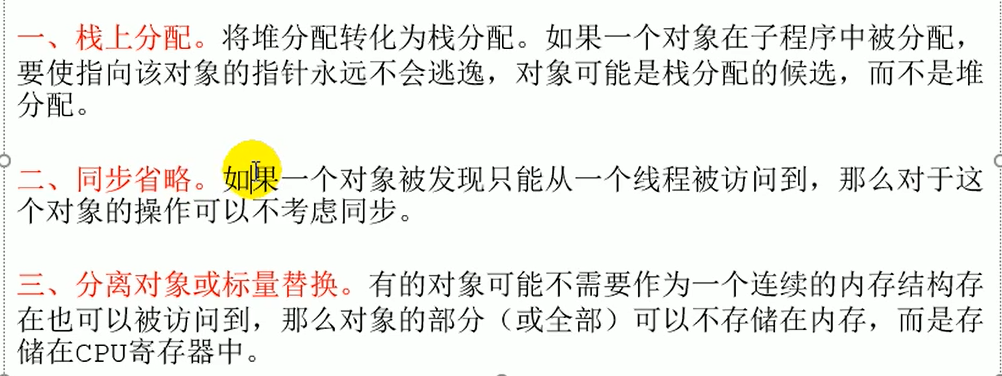 一、栈上分配。将堆分配转化为栈分配。如果一个对象在子程序中被分配，
要使指向该对象的指针永远不会逃逸，对象可能是栈分配的候选，而不是堆
分配。
二、同步省略。如果一个对象被发现只能从一个线程被访问到，那么对于这
个对象的操作可以不考虑同步。
三、分离对象或标量替换。有的对象可能不需要作为一个连续的内存结构存
在也可以被访问到，那么对象的部分（或全部）可以不存储在内存，而是存
储在CPU寄存器中。